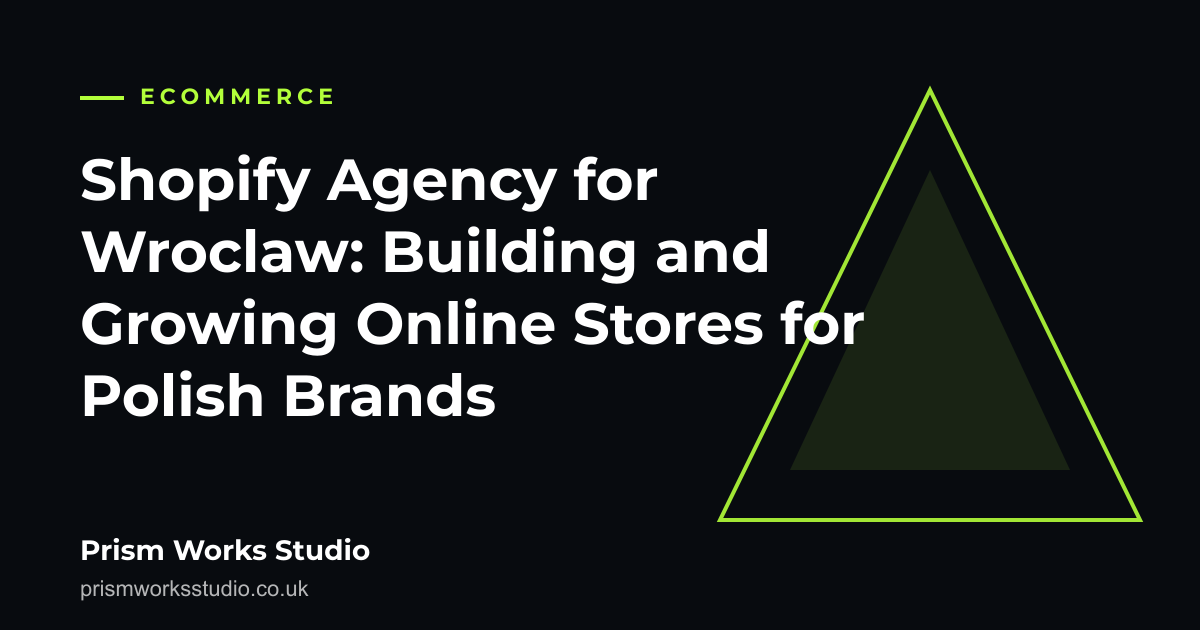 ECOMMERCE
Shopify Agency for
Wroclaw: Building and
Growing Online Stores for
Polish Brands
Prism Works Studio
prismworksstudio.co.uk